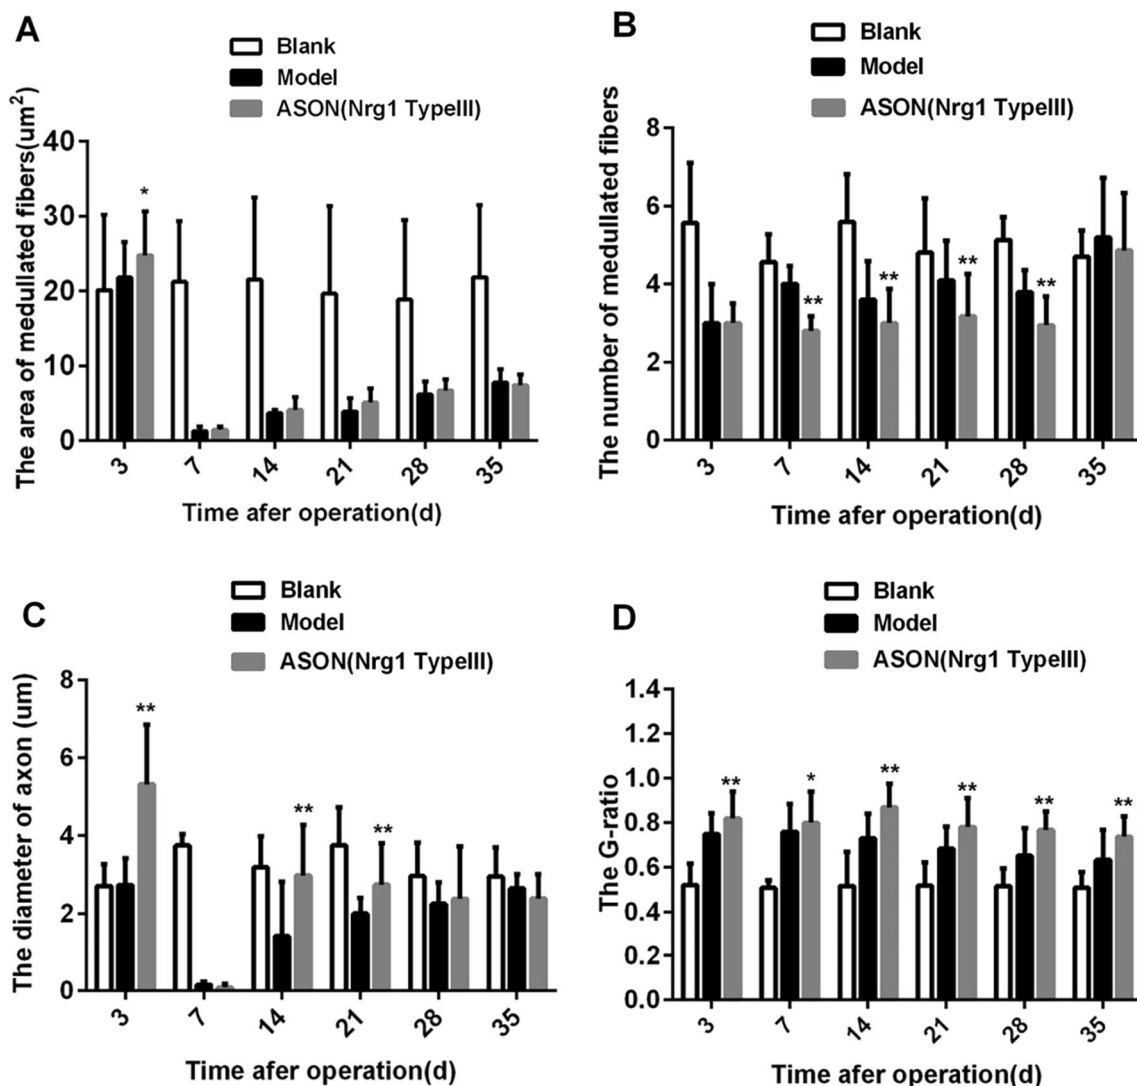 A
Blank
Model
ASON(Nrg1 TypeIII)
The area of medullated fibers(um²)
40
30
20
10
0
*
3
7
14
21
28
35
Time afer operation(d)
B
Blank
Model
ASON(Nrg1 TypeIII)
The number of medullated fibers
8
6
4
2
0
**
**
**
**
3
7
14
21
28
35
Time afer operation(d)
C
Blank
Model
ASON(Nrg1 TypeIII)
The diameter of axon (um)
8
6
4
2
0
**
**
**
3
7
14
21
28
35
Time afer operation(d)
D
Blank
Model
ASON(Nrg1 TypeIII)
The G-ratio
1.4
1.2
1.0
0.8
0.6
0.4
0.2
0.0
**
*
**
**
**
**
3
7
14
21
28
35
Time afer operation(d)